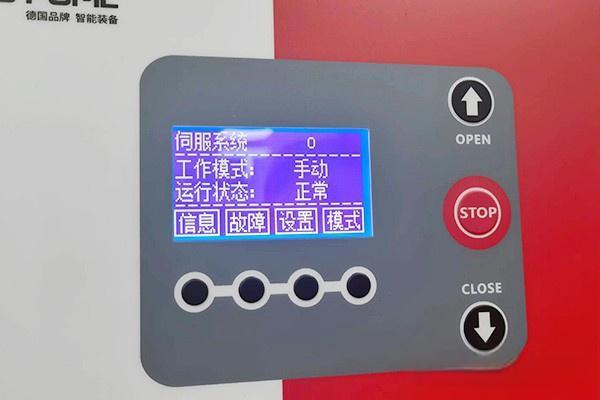 德国品牌 智能装备
伺服系统 0
工作模式: 手动
运行状态: 正常
信息 故障 设置 模式
OPEN
STOP
CLOSE